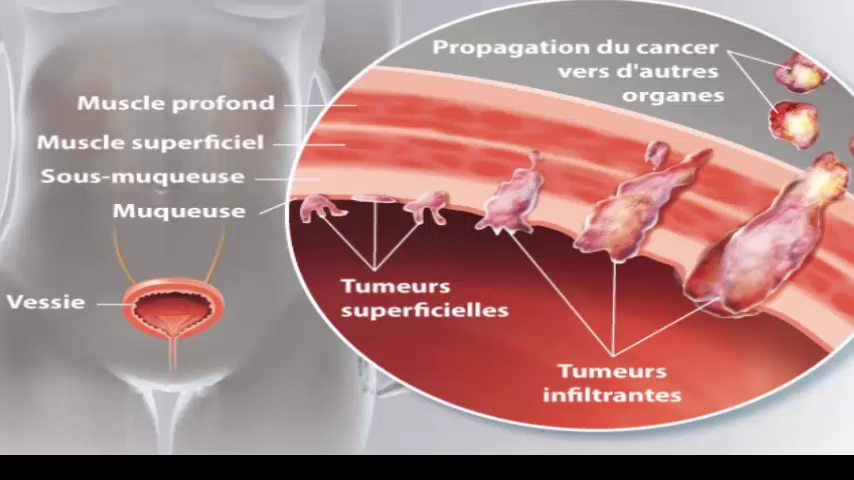 Propagation du cancer
vers d'autres
organes
Muscle profond
Muscle superficiel
Sous-muqueuse
Muqueuse
Vessie
Tumeurs
superficielles
Tumeurs
infiltrantes